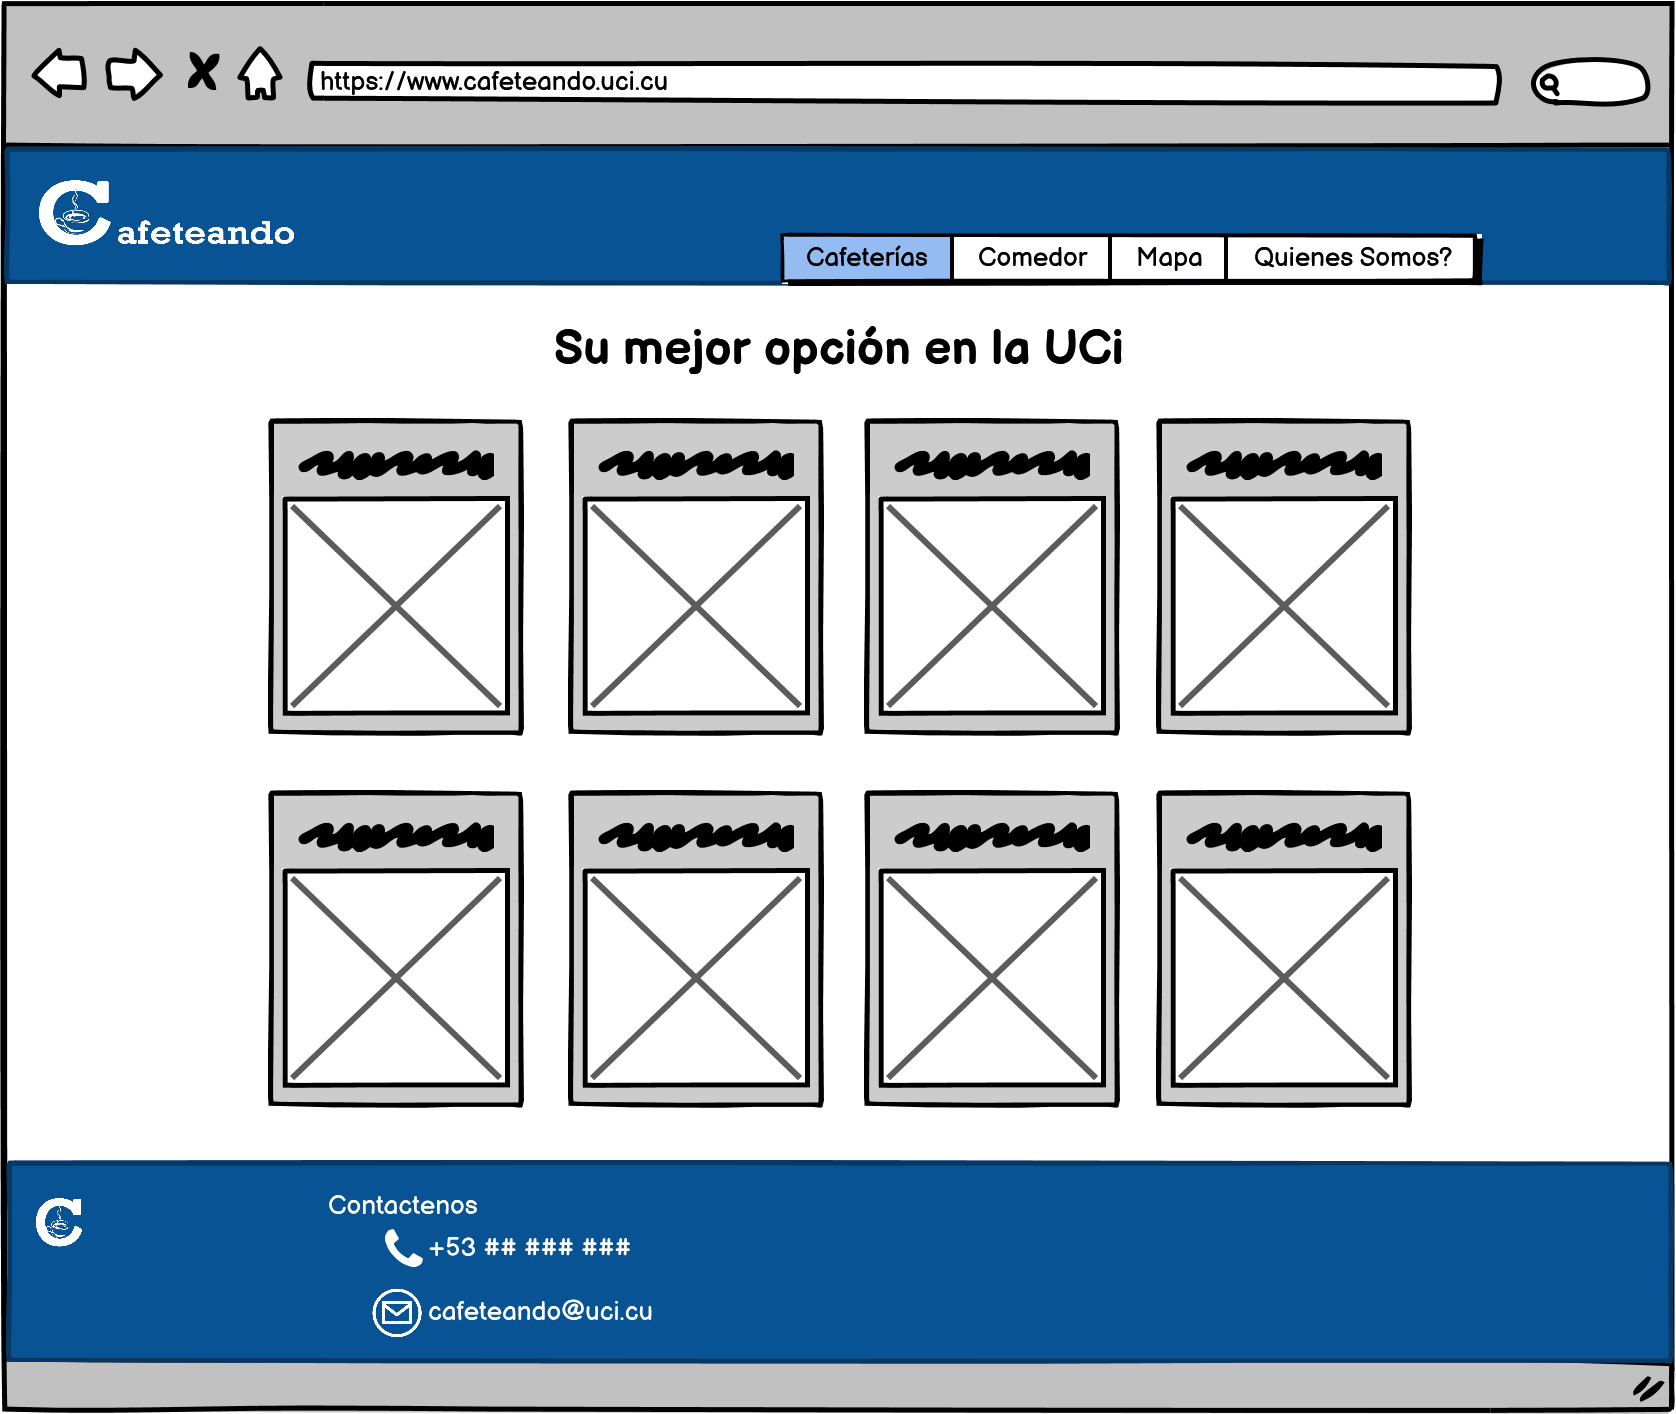 https://www.cafeteando.uci.cu
Cafeteando
Cafeterías Comedor Mapa Quienes Somos?
Su mejor opción en la UCi
C
Contactenos
+53 ## ### ###
cafeteando@uci.cu